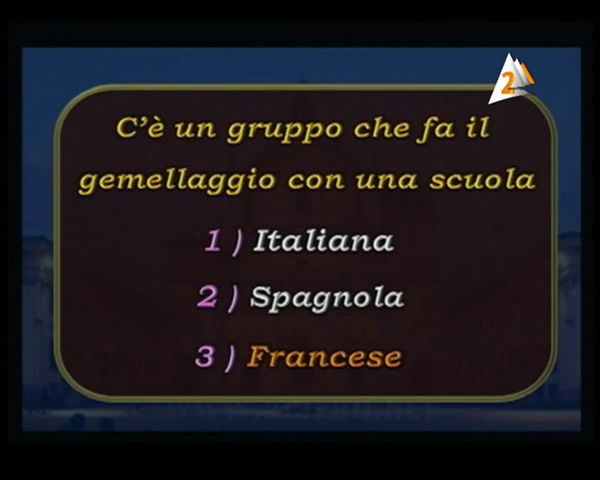 2
C'è un gruppo che fa il
gemellaggio con una scuola
1 ) Italiana
2 ) Spagnola
3 ) Francese